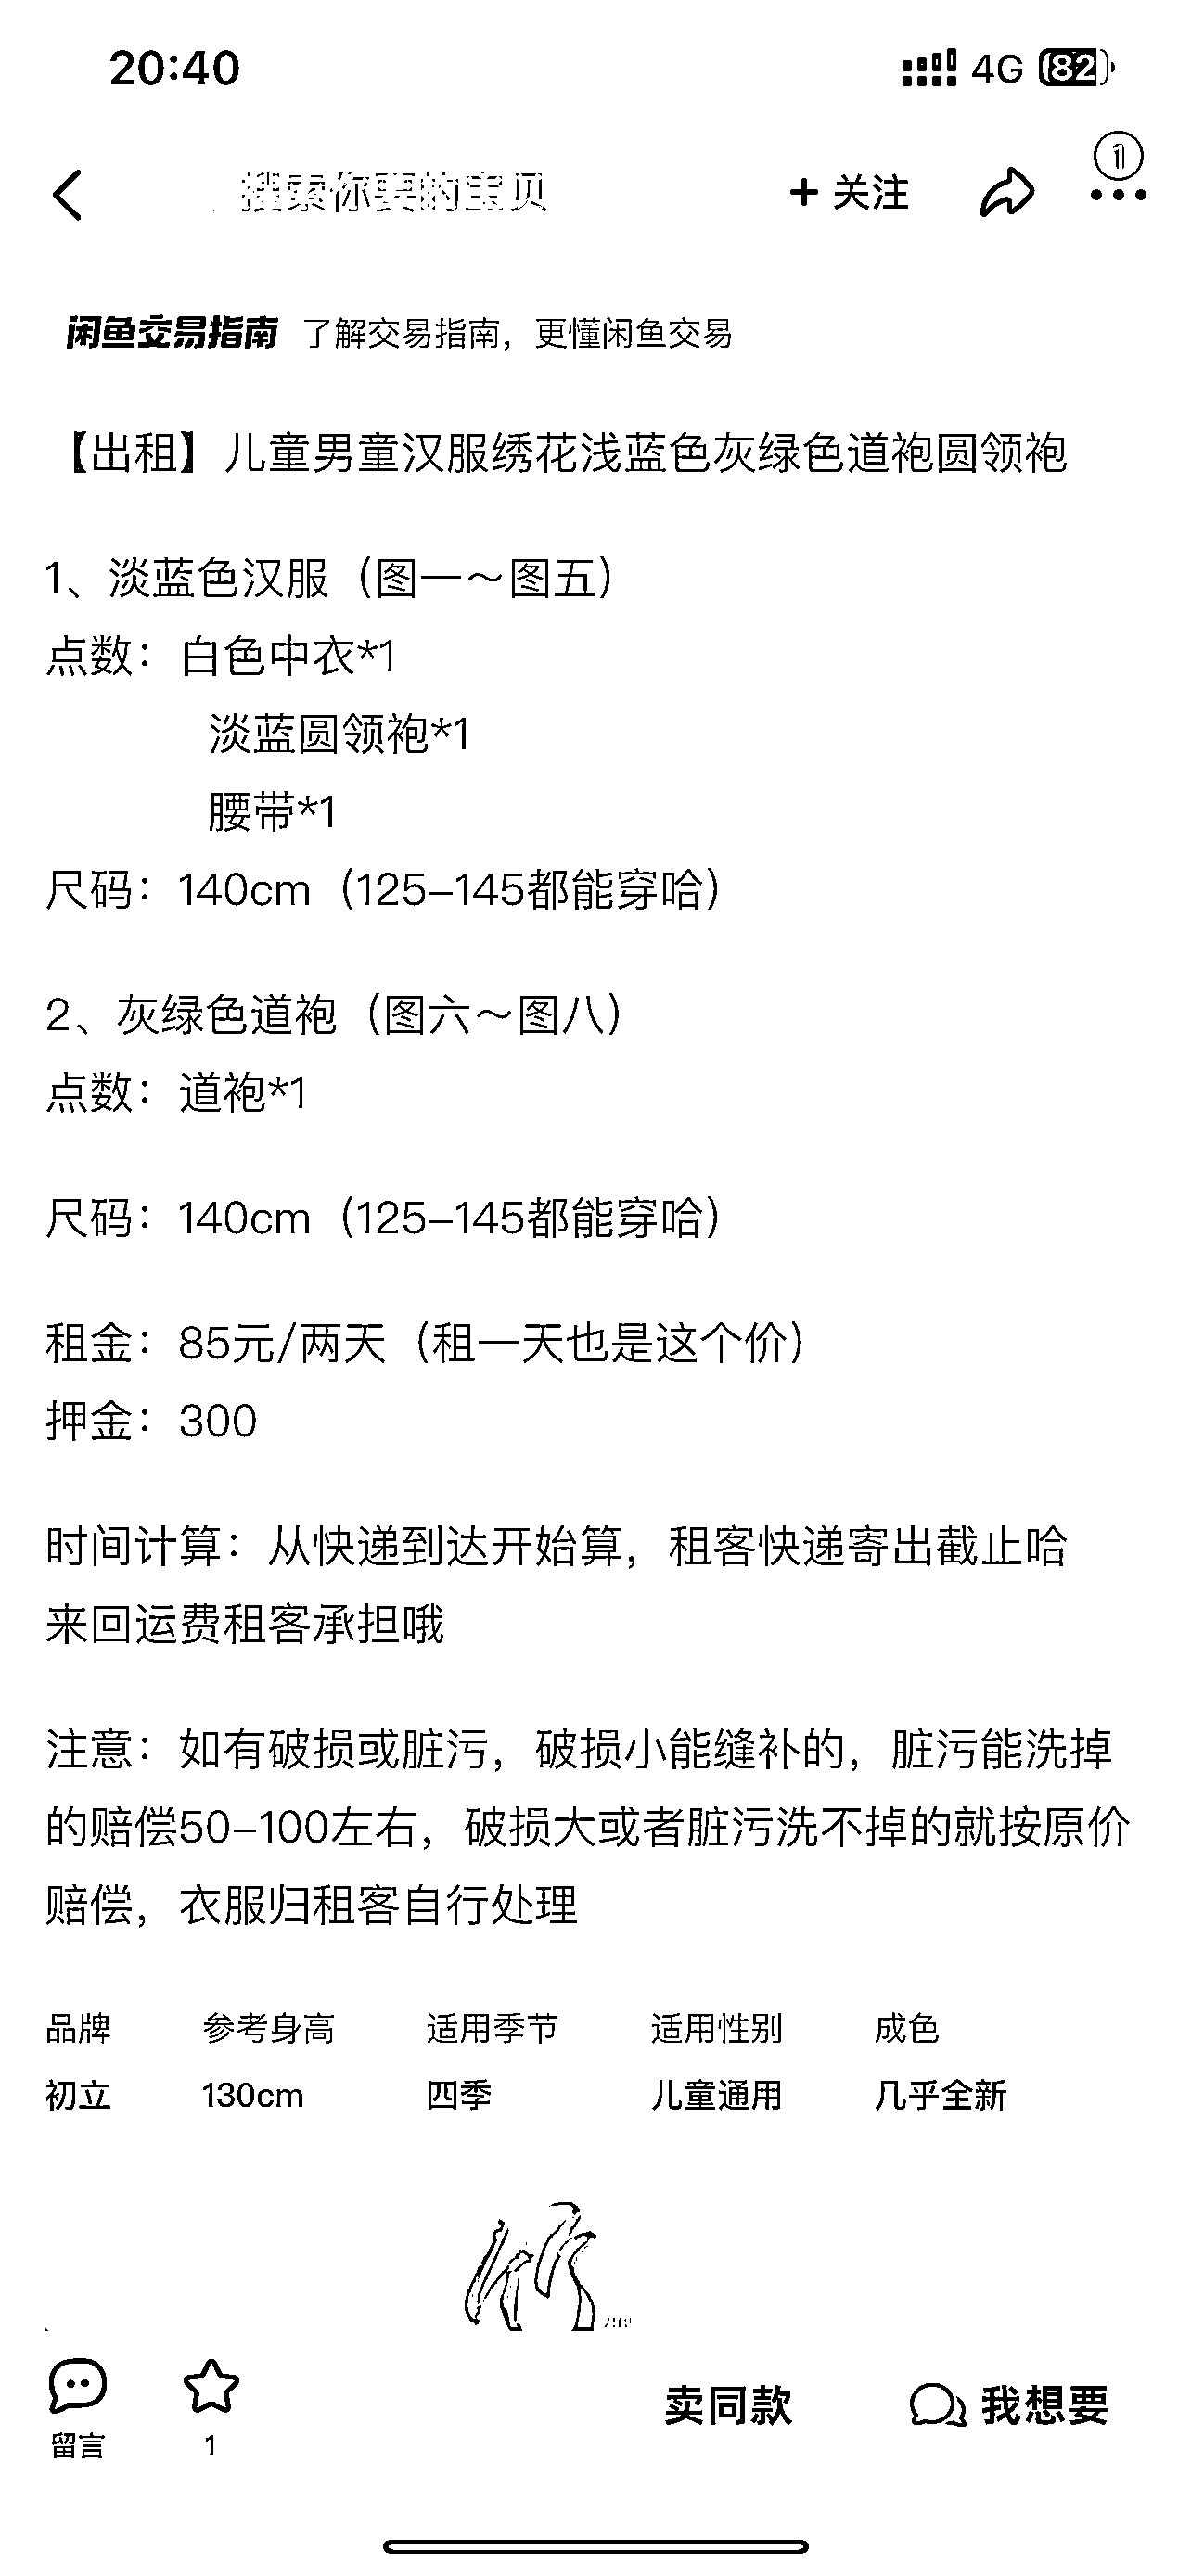 20:40 4G 82
搜索你要的宝贝 + 关注 1
闲鱼交易指南 了解交易指南，更懂闲鱼交易
【出租】儿童男童汉服绣花浅蓝色灰绿色道袍圆领袍
1、淡蓝色汉服（图一～图五）
点数：白色中衣*1
淡蓝圆领袍*1
腰带*1
尺码：140cm（125-145都能穿哈）
2、灰绿色道袍（图六～图八）
点数：道袍*1
尺码：140cm（125-145都能穿哈）
租金：85元/两天（租一天也是这个价）
押金：300
时间计算：从快递到达开始算，租客快递寄出截止哈
来回运费租客承担哦
注意：如有破损或脏污，破损小能缝补的，脏污能洗掉
的赔偿50-100左右，破损大或者脏污洗不掉的就按原价
赔偿，衣服归租客自行处理
品牌 参考身高 适用季节 适用性别 成色
初立 130cm 四季 儿童通用 几乎全新
留言 1 卖同款 我想要